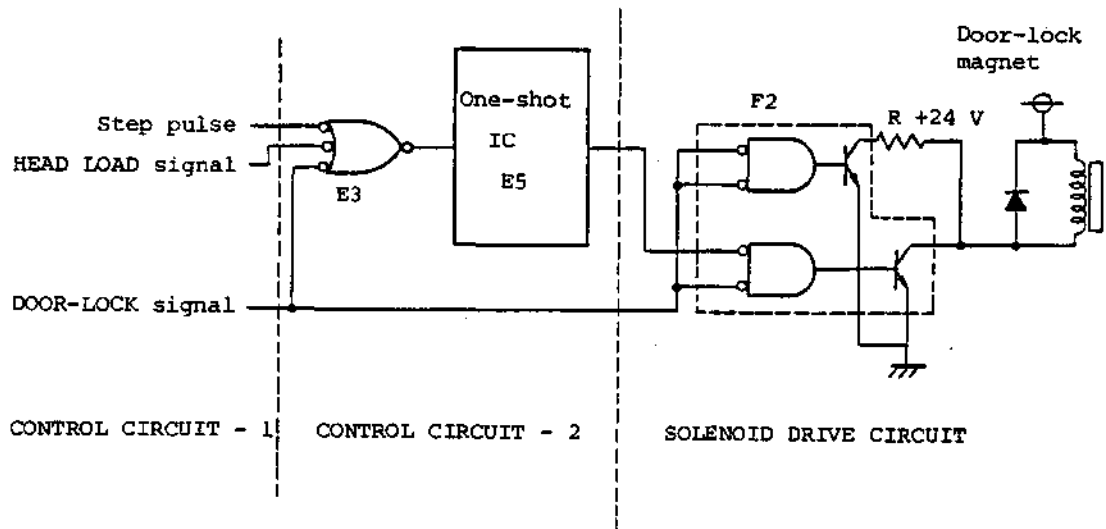 Door-lock
magnet
F2
R +24 V
One-shot
IC
E5
Step pulse
HEAD LOAD signal
E3
DOOR-LOCK signal
CONTROL CIRCUIT - 1
CONTROL CIRCUIT - 2
SOLENOID DRIVE CIRCUIT